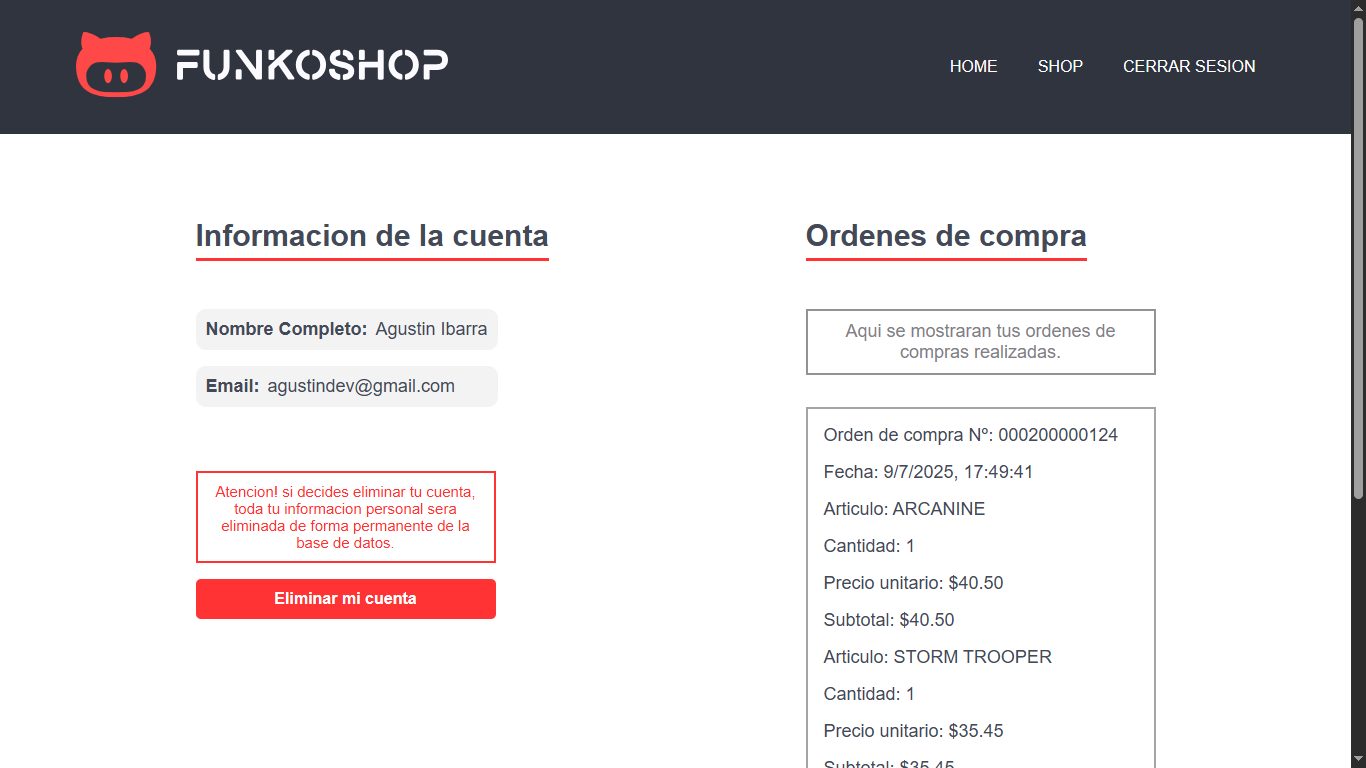 FUNKOSHOP
HOME
SHOP
CERRAR SESION
Informacion de la cuenta
Nombre Completo: Agustin Ibarra
Email: agustindev@gmail.com
Atencion! si decides eliminar tu cuenta,
toda tu informacion personal sera
eliminada de forma permanente de la
base de datos.
Eliminar mi cuenta
Ordenes de compra
Aqui se mostraran tus ordenes de
compras realizadas.
Orden de compra Nº: 000200000124
Fecha: 9/7/2025, 17:49:41
Articulo: ARCANINE
Cantidad: 1
Precio unitario: $40.50
Subtotal: $40.50
Articulo: STORM TROOPER
Cantidad: 1
Precio unitario: $35.45
Subtotal: $35.45